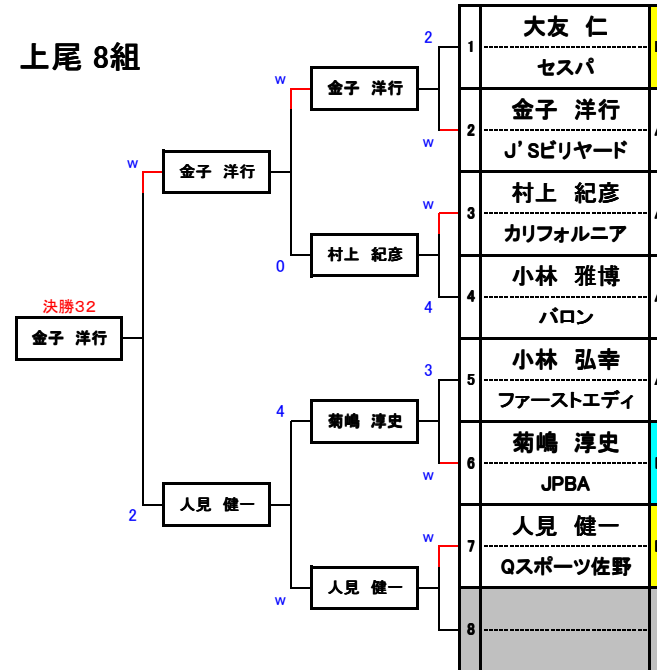 上尾 8組
決勝32
金子 洋行
w
金子 洋行
2
人見 健一
w
金子 洋行
0
村上 紀彦
4
菊嶋 淳史
w
人見 健一
2
1
大友 仁
セスパ
w
2
金子 洋行
J'Sビリヤード
w
3
村上 紀彦
カリフォルニア
4
4
小林 雅博
バロン
3
5
小林 弘幸
ファーストエディ
w
6
菊嶋 淳史
JPBA
w
7
人見 健一
Qスポーツ佐野
8